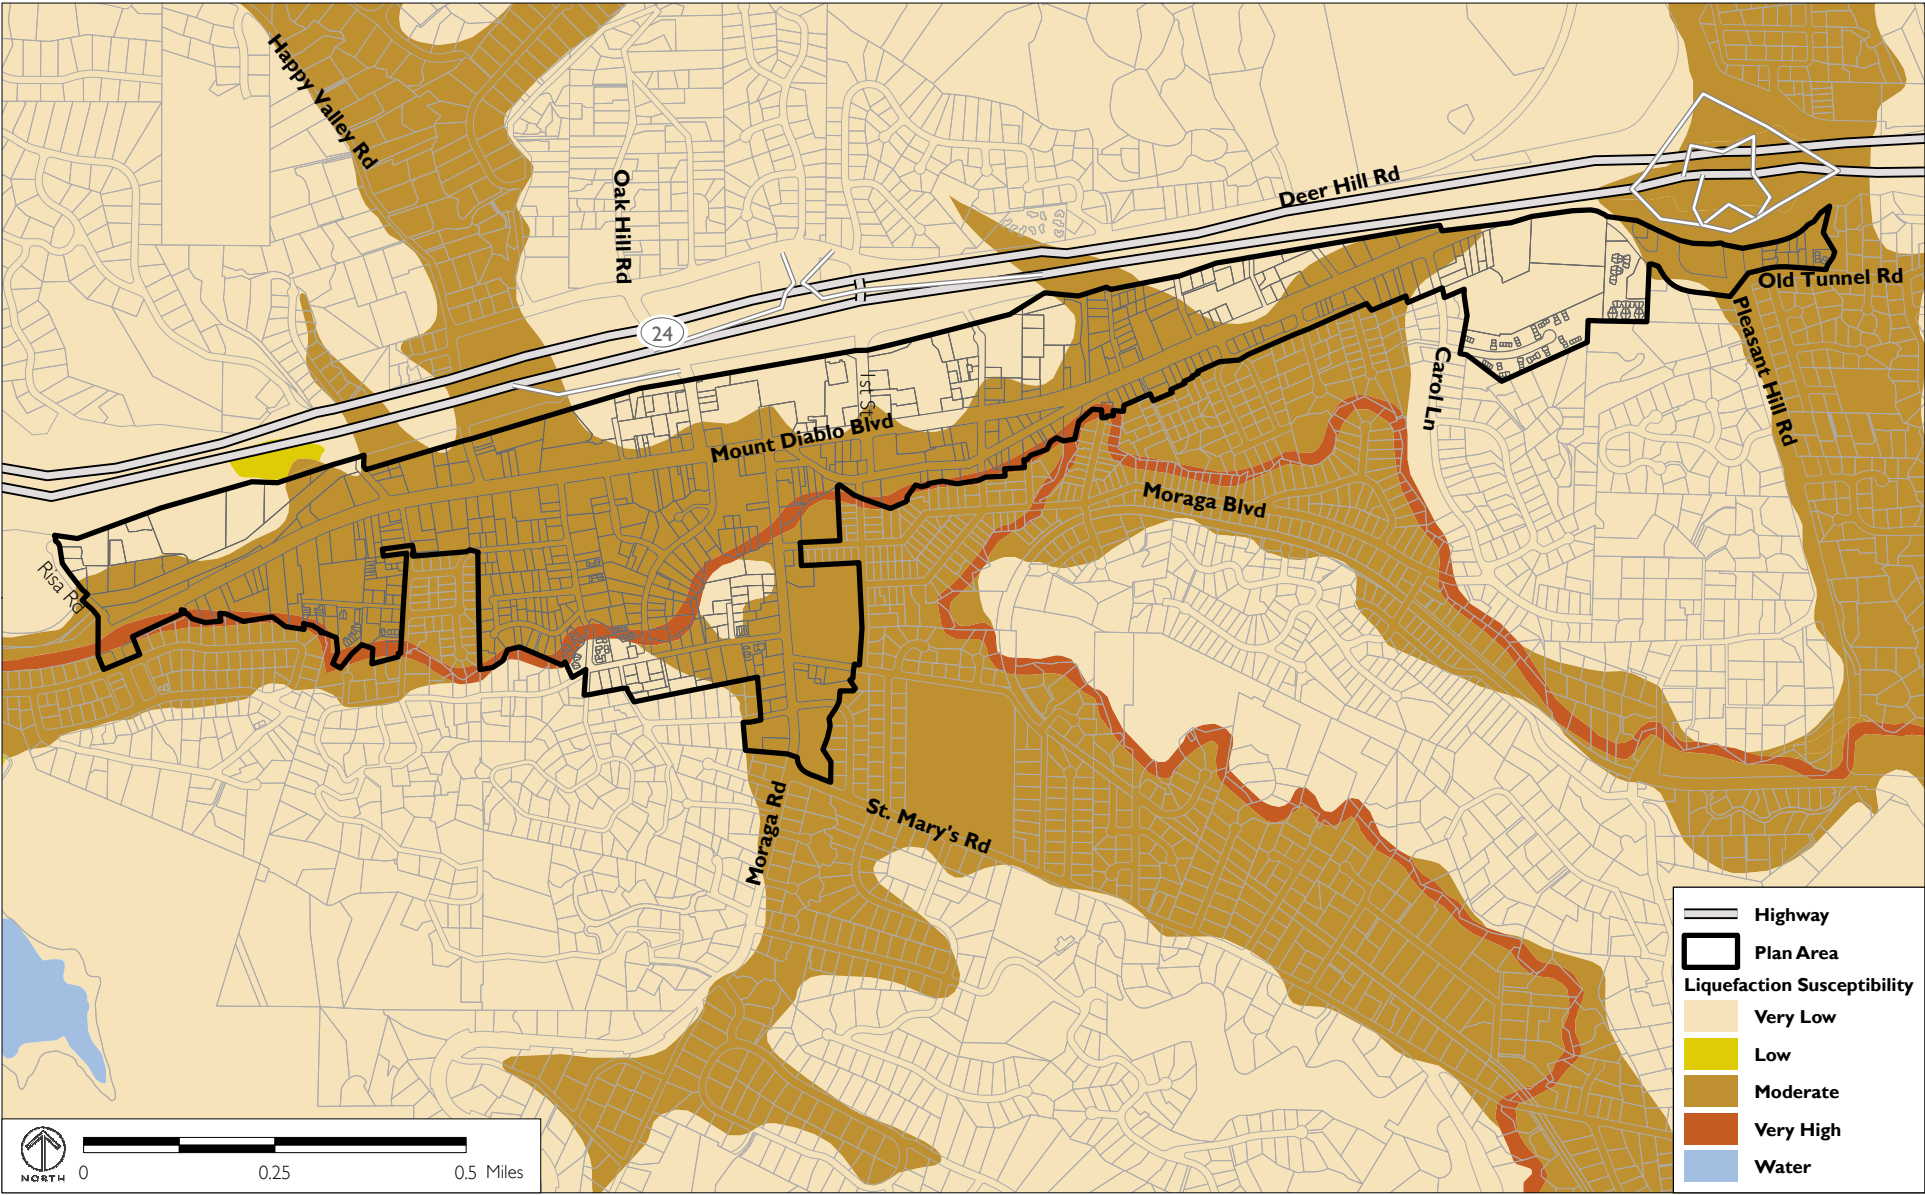 Happy Valley Rd
Oak Hill Rd
Deer Hill Rd
24
Old Tunnel Rd
Pleasant Hill Rd
Carol Ln
1st St
Mount Diablo Blvd
Moraga Blvd
Risa Rd
Moraga Rd
St. Mary's Rd
Highway
Plan Area
Liquefaction Susceptibility
Very Low
Low
Moderate
Very High
Water
NORTH
0 0.25 0.5 Miles